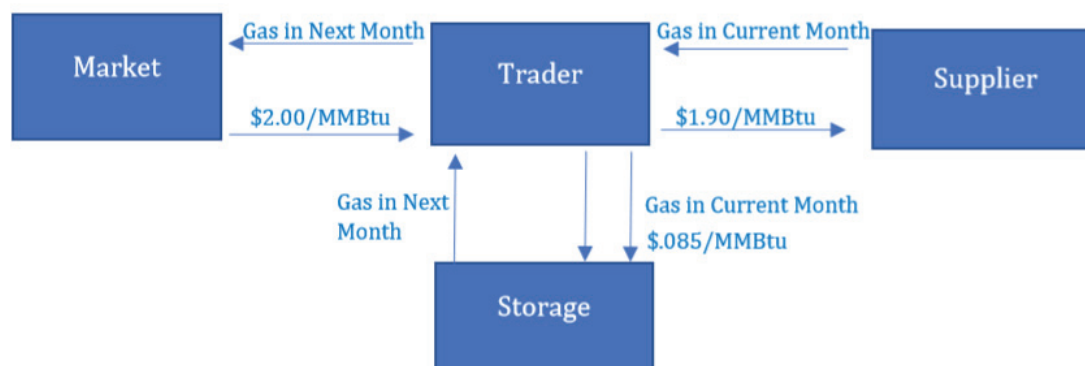 Gas in Next Month
Gas in Current Month
Market
Trader
Supplier
$2.00/MMBtu
$1.90/MMBtu
Gas in Next
Month
Gas in Current Month
$.085/MMBtu
Storage